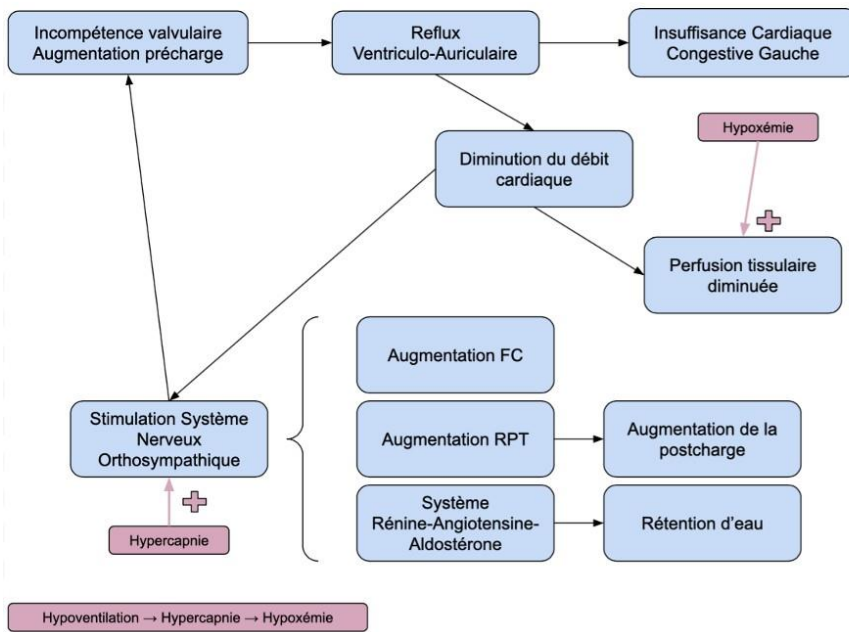 Incompétence valvulaire
Augmentation précharge
Reflux
Ventriculo-Auriculaire
Insuffisance Cardiaque
Congestive Gauche
Hypoxémie
Diminution du débit
cardiaque
Perfusion tissulaire
diminuée
Augmentation FC
Stimulation Système
Nerveux
Orthosympathique
Augmentation RPT
Augmentation de la
postcharge
Système
Rénine-Angiotensine-
Aldostérone
Rétention d'eau
Hypercapnie
Hypoventilation → Hypercapnie → Hypoxémie